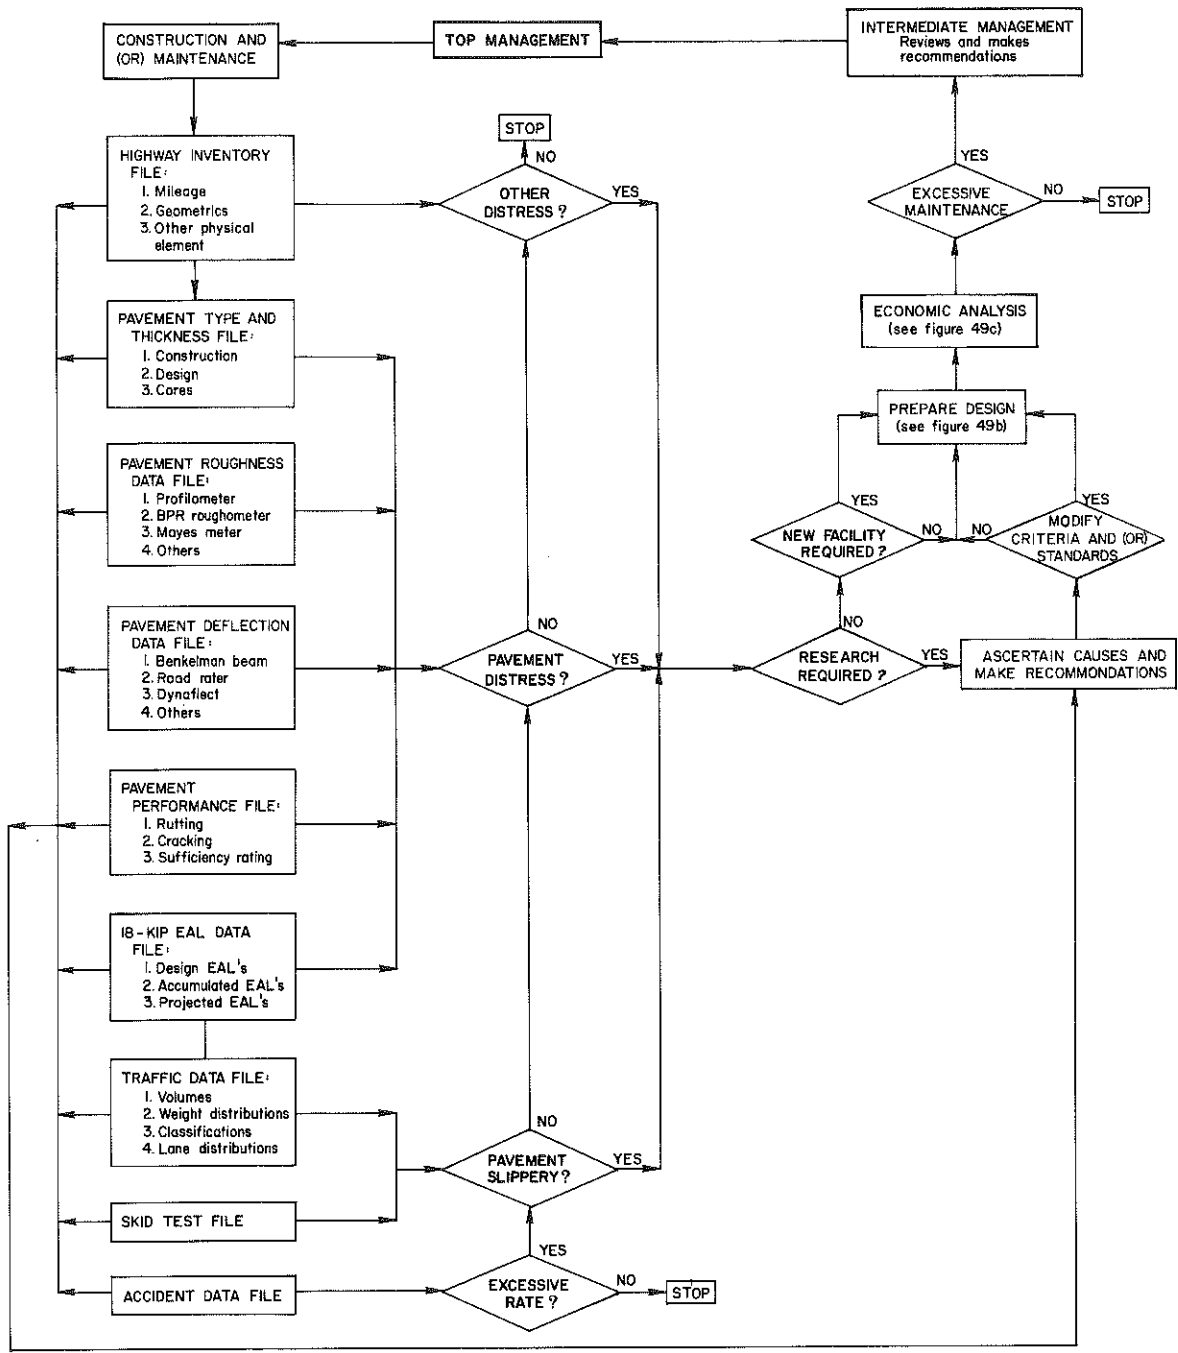 CONSTRUCTION AND
(OR) MAINTENANCE
TOP MANAGEMENT
INTERMEDIATE MANAGEMENT
Reviews and makes
recommendations
HIGHWAY INVENTORY
FILE:
1. Mileage
2. Geometrics
3. Other physical
element
STOP
NO
OTHER
DISTRESS?
YES
YES
EXCESSIVE
MAINTENANCE
NO
STOP
PAVEMENT TYPE AND
THICKNESS FILE:
1. Construction
2. Design
3. Cores
ECONOMIC ANALYSIS
(see figure 49c)
PREPARE DESIGN
(see figure 49b)
PAVEMENT ROUGHNESS
DATA FILE:
1. Profilometer
2. BPR roughometer
3. Mayes meter
4. Others
YES
NEW FACILITY
REQUIRED?
NO
NO
YES
MODIFY
CRITERIA AND (OR)
STANDARDS
PAVEMENT DEFLECTION
DATA FILE:
1. Benkelman beam
2. Road rater
3. Dynaflect
4. Others
NO
PAVEMENT
DISTRESS?
YES
NO
RESEARCH
REQUIRED?
YES
ASCERTAIN CAUSES AND
MAKE RECOMMONDATIONS
PAVEMENT
PERFORMANCE FILE:
1. Rutting
2. Cracking
3. Sufficiency rating
18-KIP EAL DATA
FILE:
1. Design EAL's
2. Accumulated EAL's
3. Projected EAL's
TRAFFIC DATA FILE:
1. Volumes
2. Weight distributions
3. Classifications
4. Lane distributions
NO
PAVEMENT
SLIPPERY?
YES
SKID TEST FILE
YES
ACCIDENT DATA FILE
EXCESSIVE
RATE?
NO
STOP